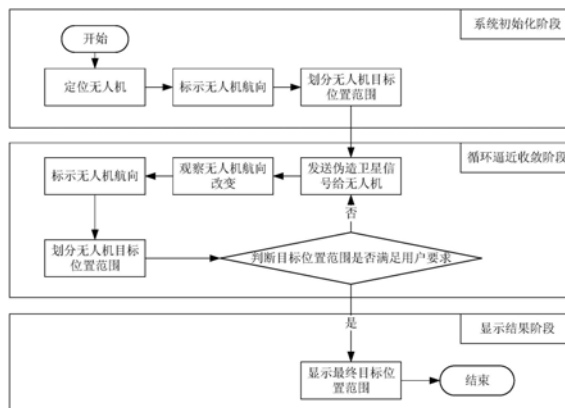 系统初始化阶段
开始
定位无人机
标示无人机航向
划分无人机目标
位置范围
循环逼近收敛阶段
标示无人机航向
观察无人机航向
改变
发送伪造卫星信
号给无人机
否
划分无人机目标
位置范围
判断目标位置范围是否满足用户要求
是
显示结果阶段
显示最终目标位
置范围
结束